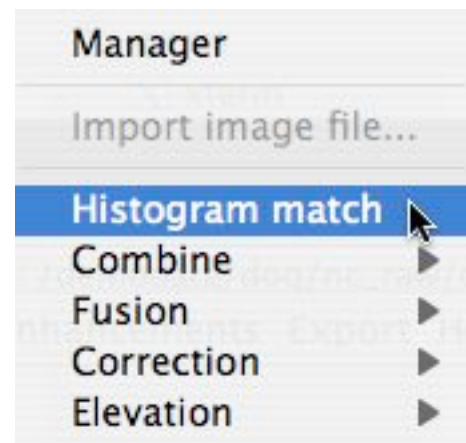 Manager
Import image file...
Histogram match
Combine
Fusion
Correction
Elevation